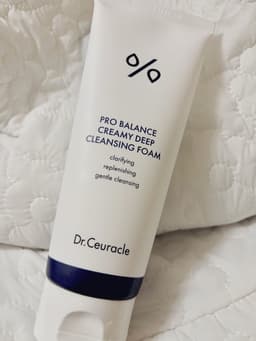 PRO BALANCE
CREAMY DEEP
CLEANSING FOAM
clarifying
replenishing
gentle cleansing
Dr.Ceuracle